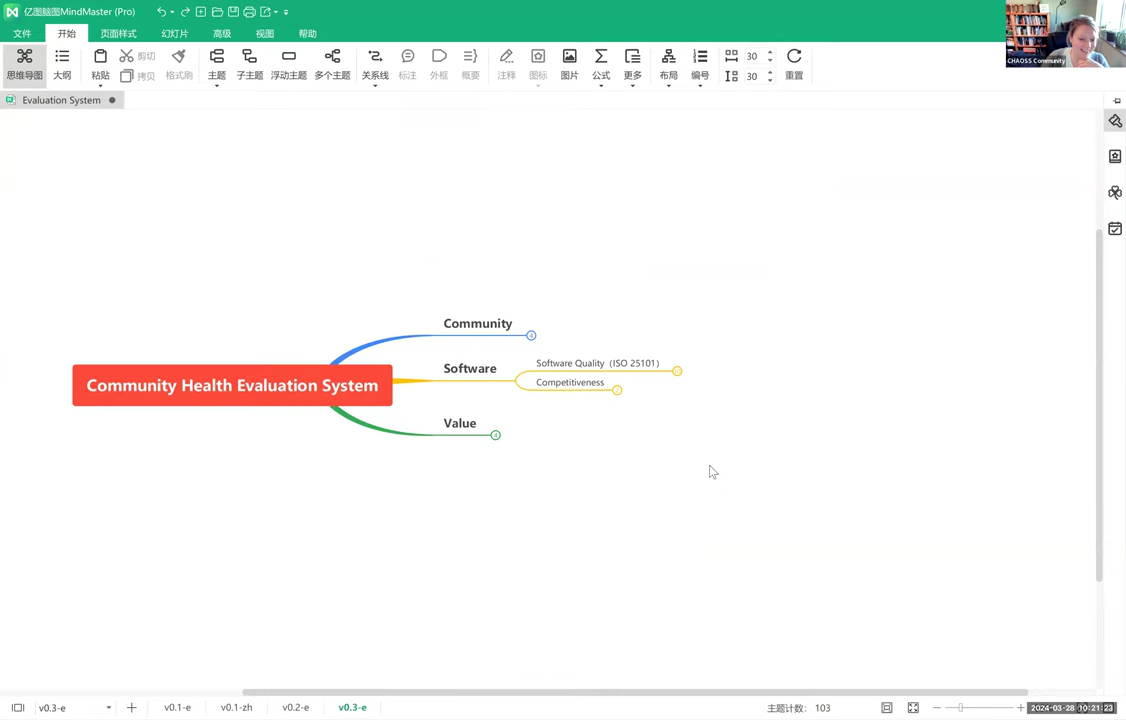 亿图脑图MindMaster (Pro)
文件 开始 页面样式 幻灯片 高级 视图 帮助
思维导图 大纲 粘贴 剪切 拷贝 格式刷 主题 子主题 浮动主题 多个主题 关系线 标注 外框 概要 注释 图标 图片 公式 更多 布局 编号 30 30 重置
CHAOSS Community
Evaluation System
Community 4
Software
Software Quality（ISO 25101）
Competitiveness
Community Health Evaluation System
Value 4
v0.3-e v0.1-e v0.1-zh v0.2-e v0.3-e
主题计数: 103
2024-03-28 10:21:23